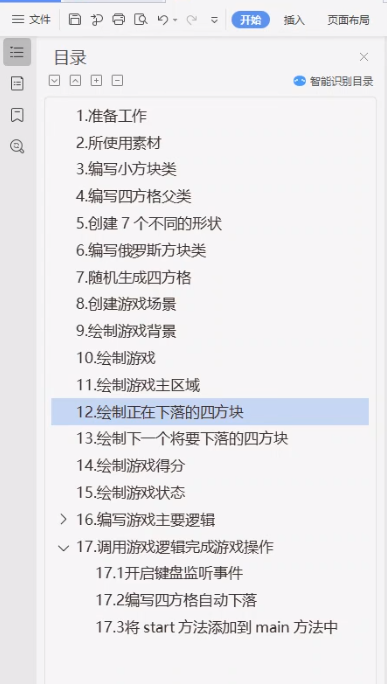 文件
开始
插入
页面布局
目录
智能识别目录
1.准备工作
2.所使用素材
3.编写小方块类
4.编写四方格父类
5.创建 7 个不同的形状
6.编写俄罗斯方块类
7.随机生成四方格
8.创建游戏场景
9.绘制游戏背景
10.绘制游戏
11.绘制游戏主区域
12.绘制正在下落的四方块
13.绘制下一个将要下落的四方块
14.绘制游戏得分
15.绘制游戏状态
16.编写游戏主要逻辑
17.调用游戏逻辑完成游戏操作
17.1开启键盘监听事件
17.2编写四方格自动下落
17.3将 start 方法添加到 main 方法中